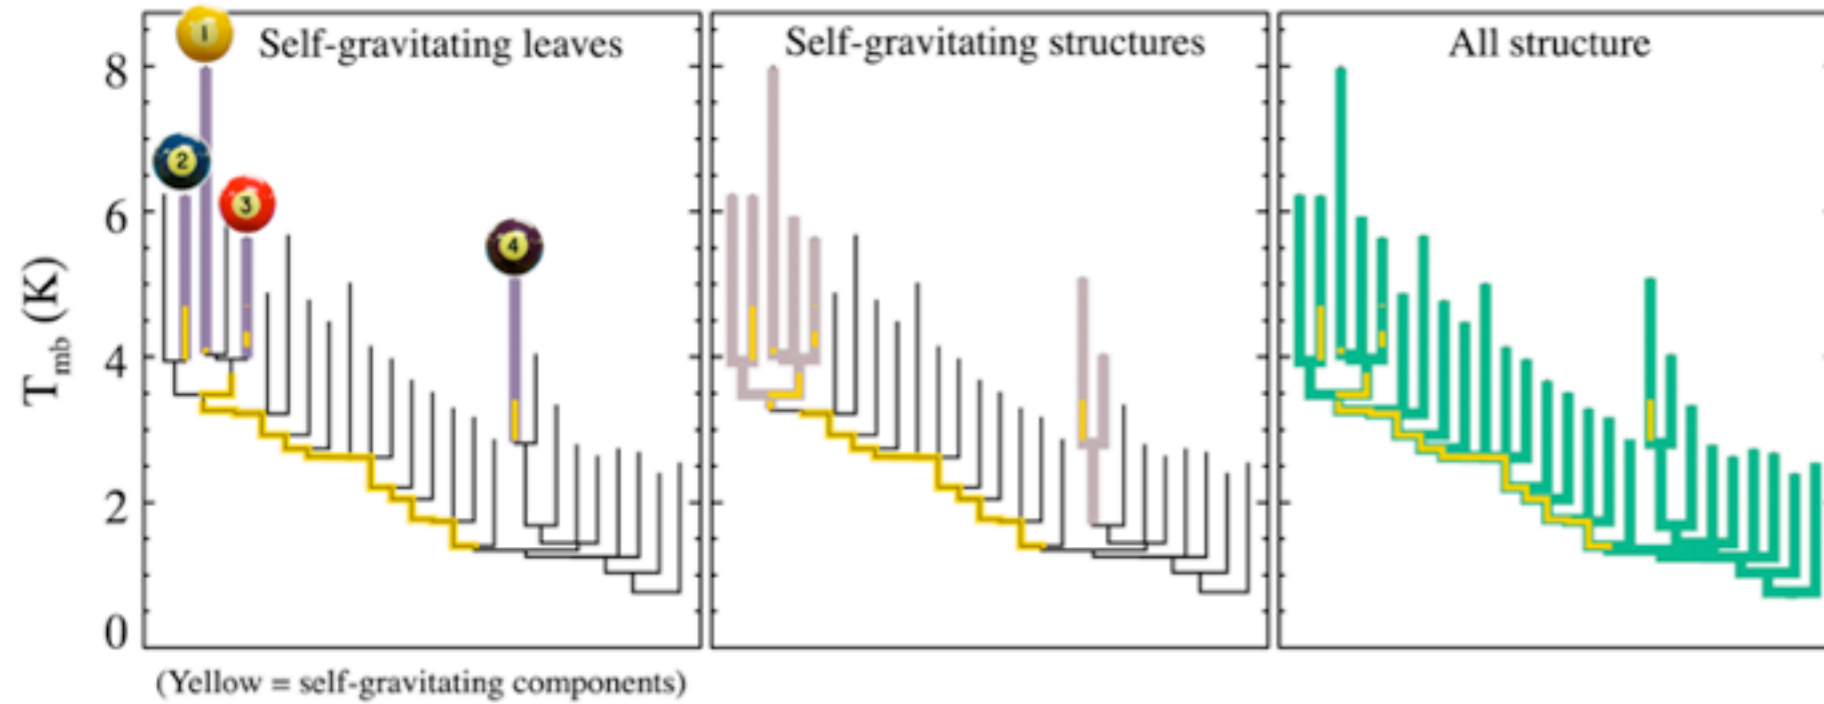 Self-gravitating leaves
Self-gravitating structures
All structure
1
2
3
4
8
6
4
2
0
Tmb (K)
(Yellow = self-gravitating components)